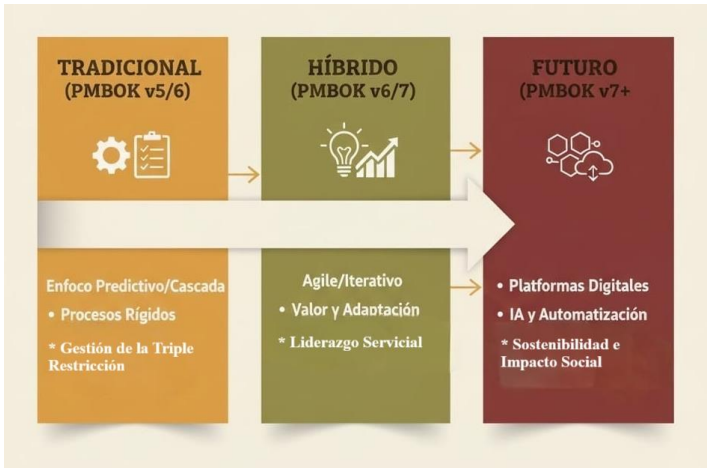 TRADICIONAL
(PMBOK v5/6)
Enfoco Predictivo/Cascada
• Procesos Rígidos
* Gestión de la Triple
Restricción
HÍBRIDO
(PMBOK v6/7)
Agile/Iterativo
• Valor y Adaptación
* Liderazgo Servicial
FUTURO
(PMBOK v7+
• Platformas Digitales
• IA y Automatización
* Sostenibilidad e
Impacto Social